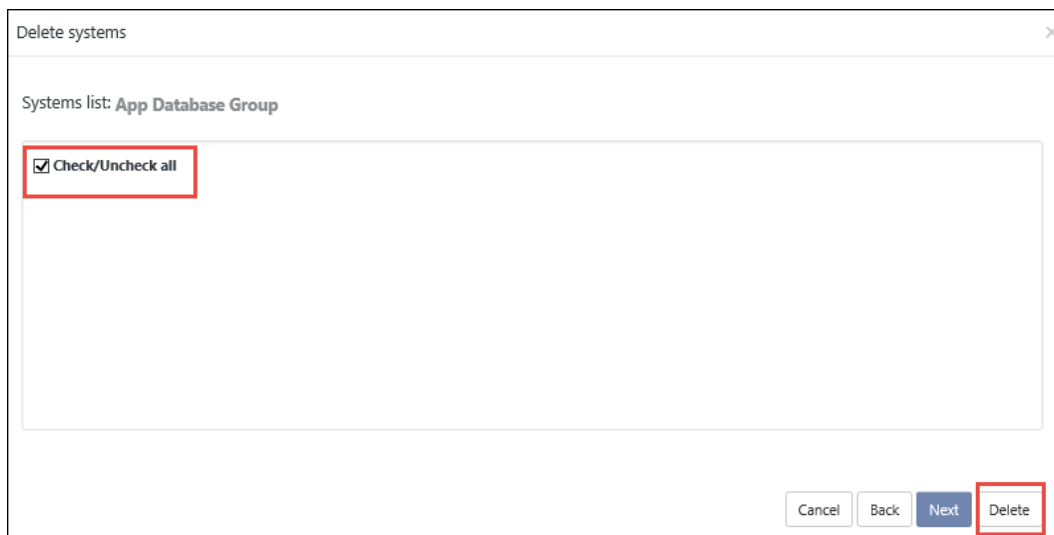 Delete systems
Systems list: App Database Group
Check/Uncheck all
Cancel Back Next Delete